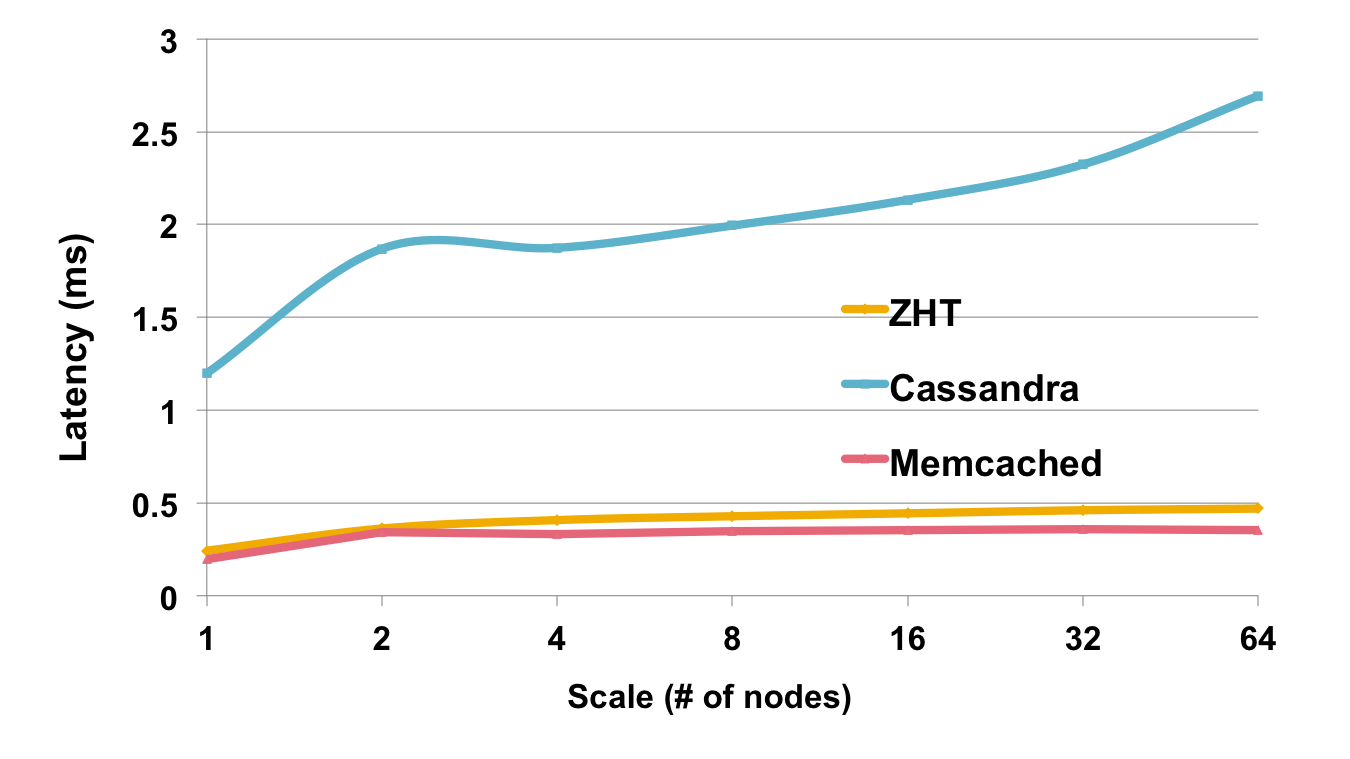 3
2.5
2
1.5
1
0.5
0
Latency (ms)
ZHT
Cassandra
Memcached
1 2 4 8 16 32 64
Scale (# of nodes)